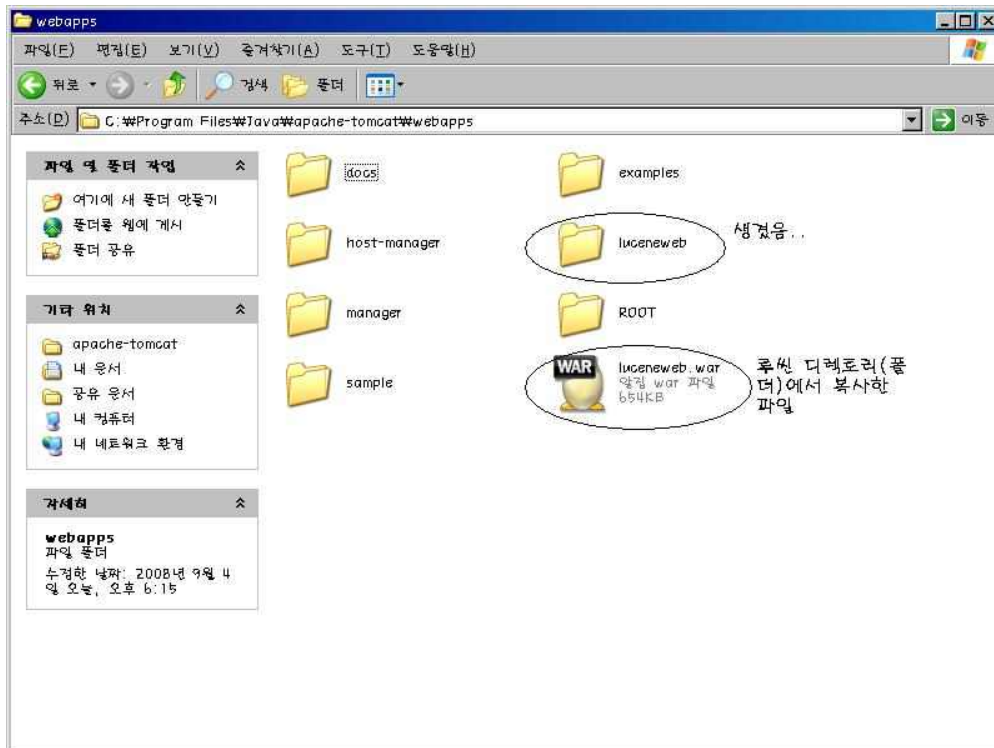 webapps
파일(F) 편집(E) 보기(V) 즐겨찾기(A) 도구(T) 도움말(H)
뒤로 검색 폴더
주소(D) C:₩Program Files₩Java₩apache-tomcat₩webapps 이동
파일 및 폴더 작업
여기에 새 폴더 만들기
폴더를 웹에 게시
폴더 공유
기타 위치
apache-tomcat
내 문서
공유 문서
내 컴퓨터
내 네트워크 환경
자세히
webapps
파일 폴더
수정한 날짜: 2008년 9월 4
일 오늘, 오후 6:15
docs
examples
host-manager
luceneweb
생겼음..
manager
ROOT
sample
WAR
luceneweb.war
알집 war 파일
654KB
루씬 디렉토리(폴
더)에서 복사한
파일